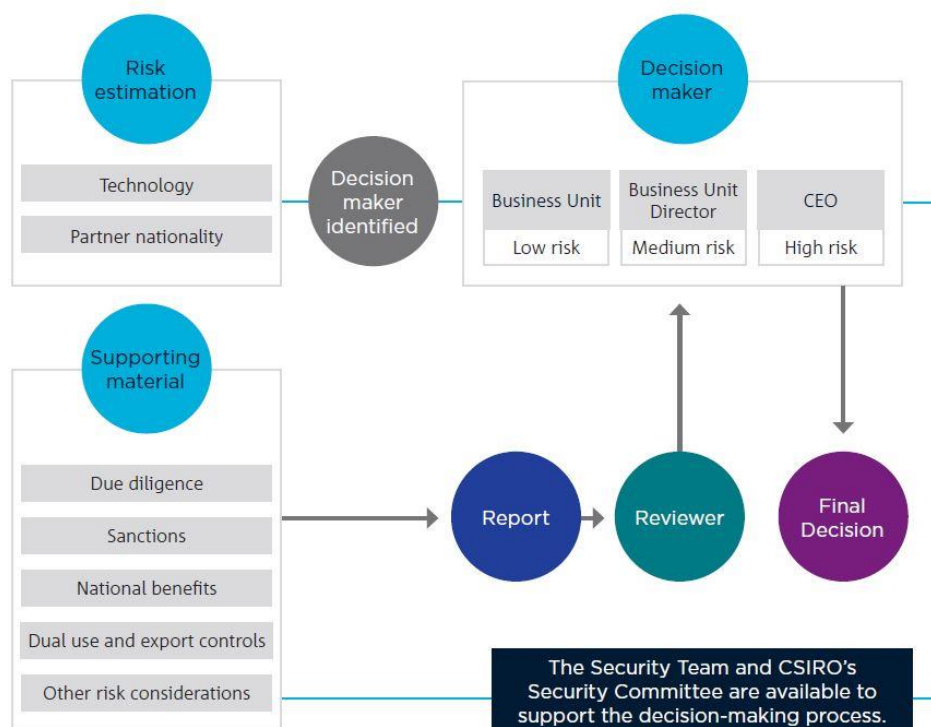 Risk
estimation
Technology
Partner nationality
Decision
maker
identified
Decision
maker
Business Unit
Low risk
Business Unit
Director
Medium risk
CEO
High risk
Supporting
material
Due diligence
Sanctions
National benefits
Dual use and export controls
Other risk considerations
Report
Reviewer
Final
Decision
The Security Team and CSIRO’s
Security Committee are available to
support the decision-making process.